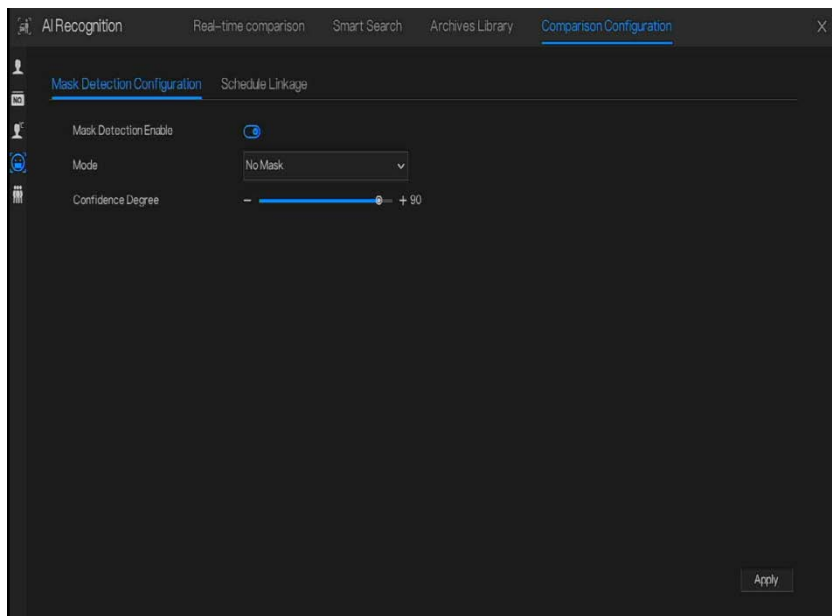 AI Recognition Real-time comparison Smart Search Archives Library Comparison Configuration X
Mask Detection Configuration Schedule Linkage
NO
Mask Detection Enable
Mode No Mask
Confidence Degree - + 90
Apply